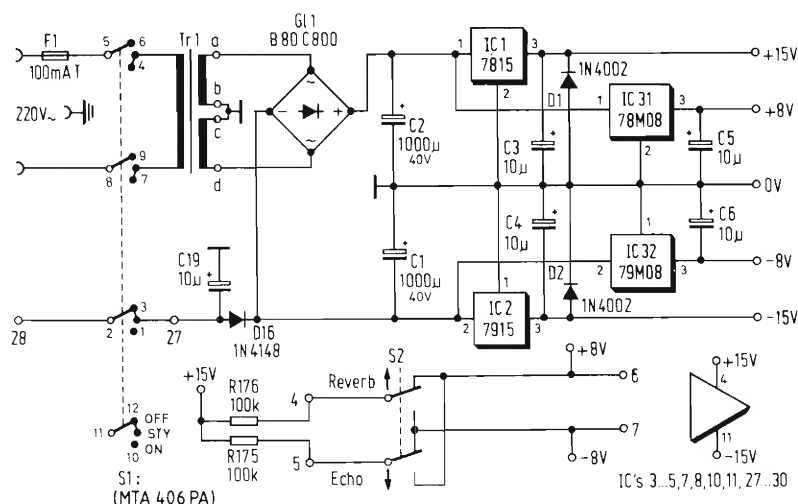 F1
100mA T
5
6
4
Tr1
a
b
c
d
Gl1
B80 C800
~
−
+
~
220V~
8
9
7
+
C2
1000µ
40V
1
IC1
7815
3
2
1N4002
D1
+15V
1
IC31
78M08
3
2
+8V
C3
10µ
+
C5
10µ
+
0V
C19
10µ
+
C1
1000µ
40V
+
C4
10µ
+
1
IC32
79M08
2
3
C6
10µ
+
-8V
D2
1N4002
1
IC2
7915
2
3
-15V
28
2
3
1
27
D16
1N4148
+15V
R176
100k
R175
100k
4
5
Reverb
Echo
S2
+8V
6
7
-8V
+15V
4
11
-15V
IC's 3...5,7,8,10,11, 27...30
11
12
10
OFF
STY
ON
S1:
(MTA 406 PA)